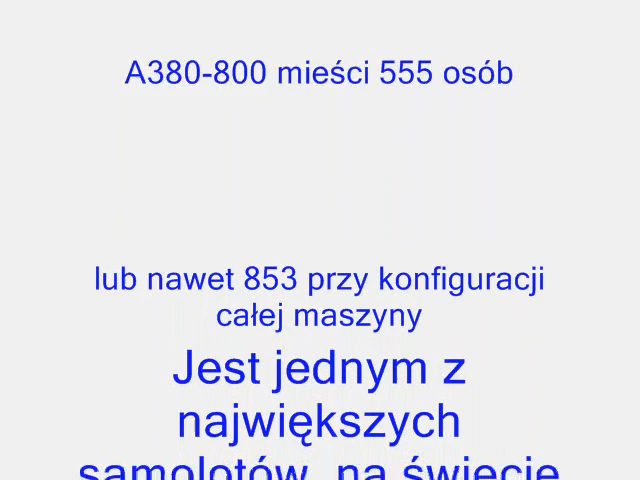 A380-800 mieści 555 osób
lub nawet 853 przy konfiguracji
całej maszyny
Jest jednym z
największych
samolotów na świecie